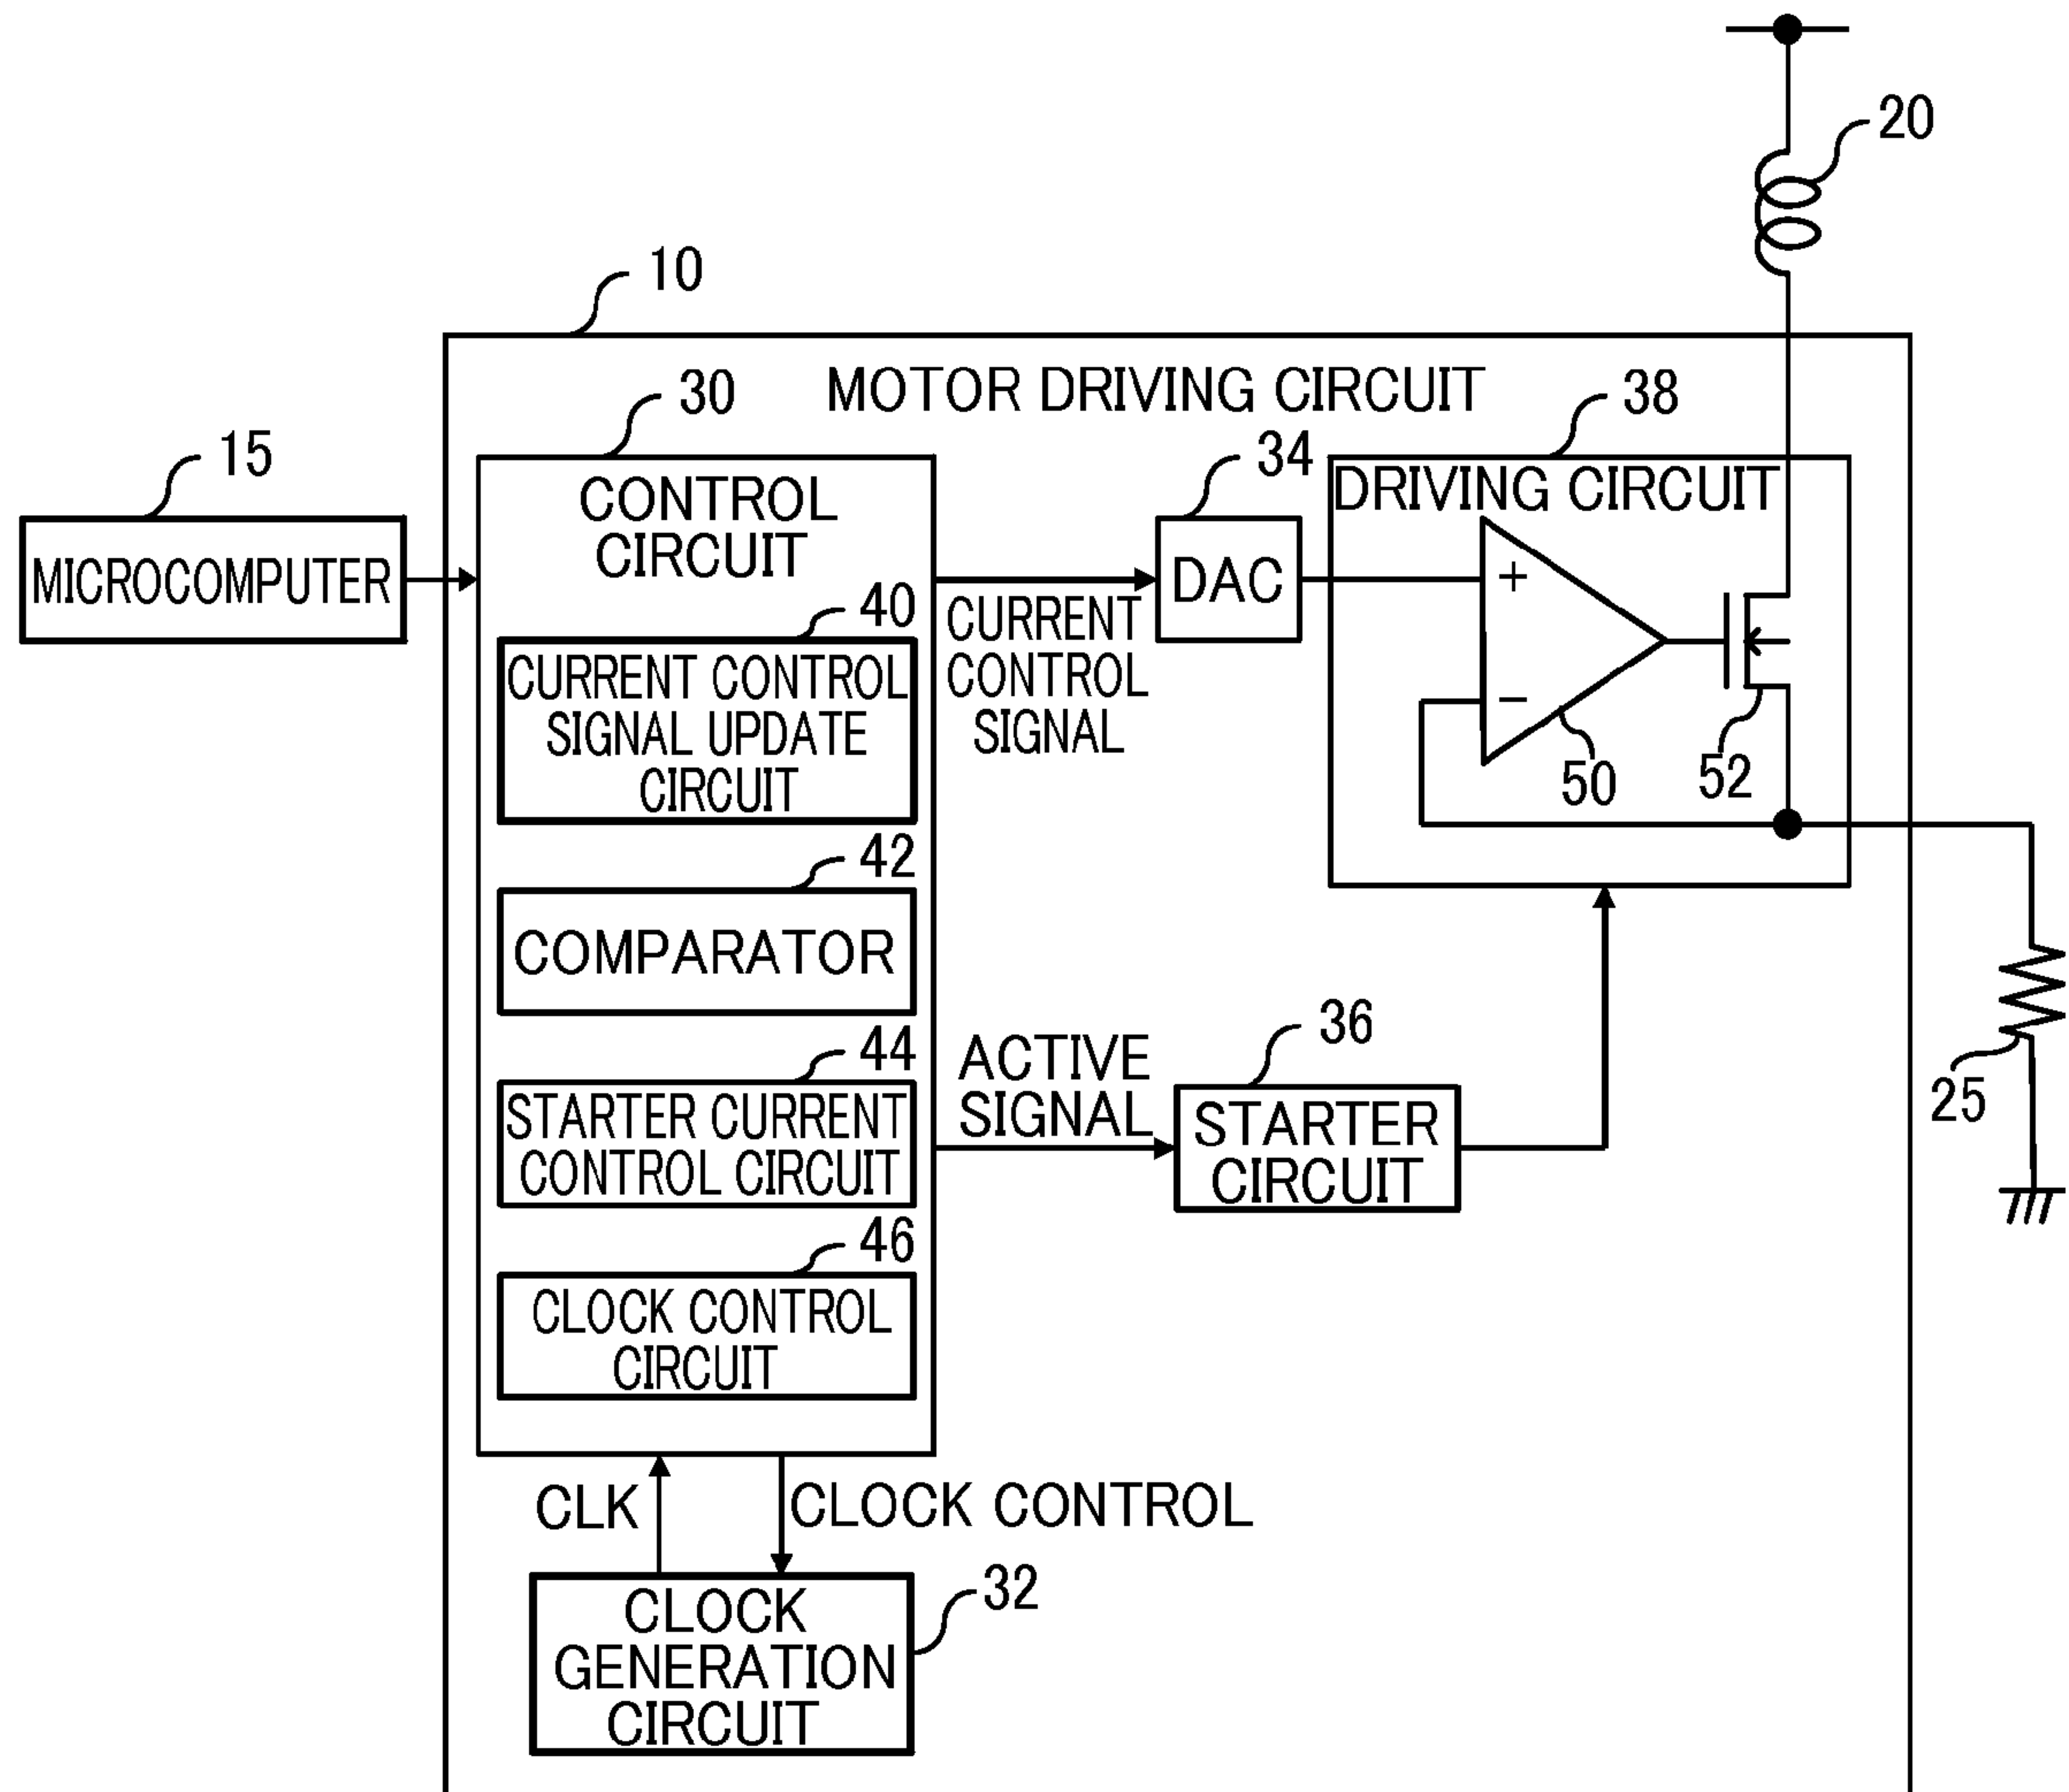 20
10
MOTOR DRIVING CIRCUIT
30
38
15
34
CONTROL
CIRCUIT
DRIVING CIRCUIT
MICROCOMPUTER
DAC
+
40
CURRENT
CONTROL
SIGNAL
CURRENT CONTROL
SIGNAL UPDATE
CIRCUIT
−
50
52
42
COMPARATOR
44
ACTIVE
SIGNAL
36
25
STARTER CURRENT
CONTROL CIRCUIT
STARTER
CIRCUIT
46
CLOCK CONTROL
CIRCUIT
CLK
CLOCK CONTROL
32
CLOCK
GENERATION
CIRCUIT